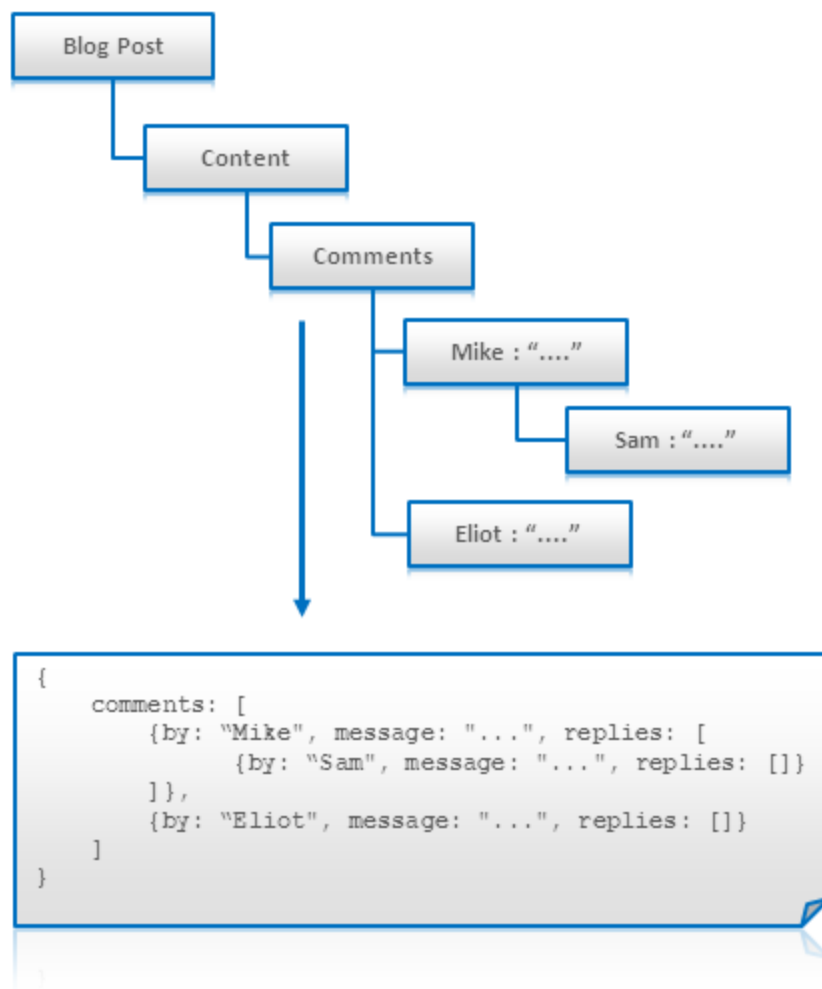 Blog Post
Content
Comments
Mike : “....”
Sam : “....”
Eliot : “....”
{
    comments: [
        {by: “Mike", message: "...", replies: [
              {by: “Sam", message: "...", replies: []}
        ]},
        {by: “Eliot", message: "...", replies: []}
    ]
}